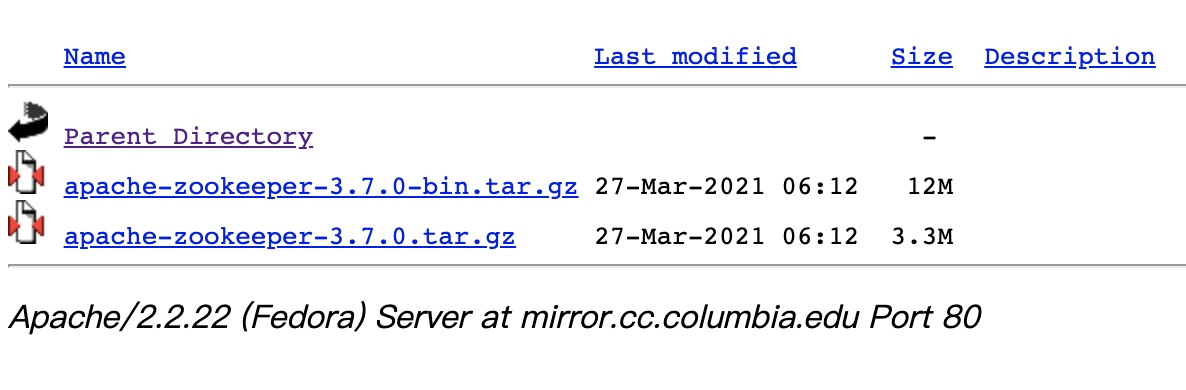 Name Last modified Size Description
Parent Directory -
apache-zookeeper-3.7.0-bin.tar.gz 27-Mar-2021 06:12 12M
apache-zookeeper-3.7.0.tar.gz 27-Mar-2021 06:12 3.3M
Apache/2.2.22 (Fedora) Server at mirror.cc.columbia.edu Port 80